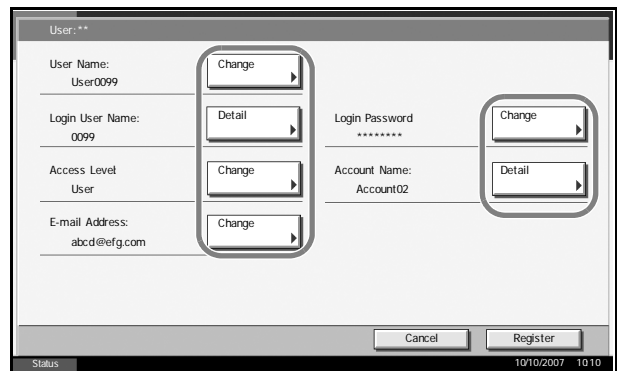 User:**
User Name:
User0099
Change
Login User Name:
0099
Detail
Login Password
********
Change
Access Level:
User
Change
Account Name:
Account02
Detail
E-mail Address:
abcd@efg.com
Change
Cancel
Register
Status
10/10/2007 10:10